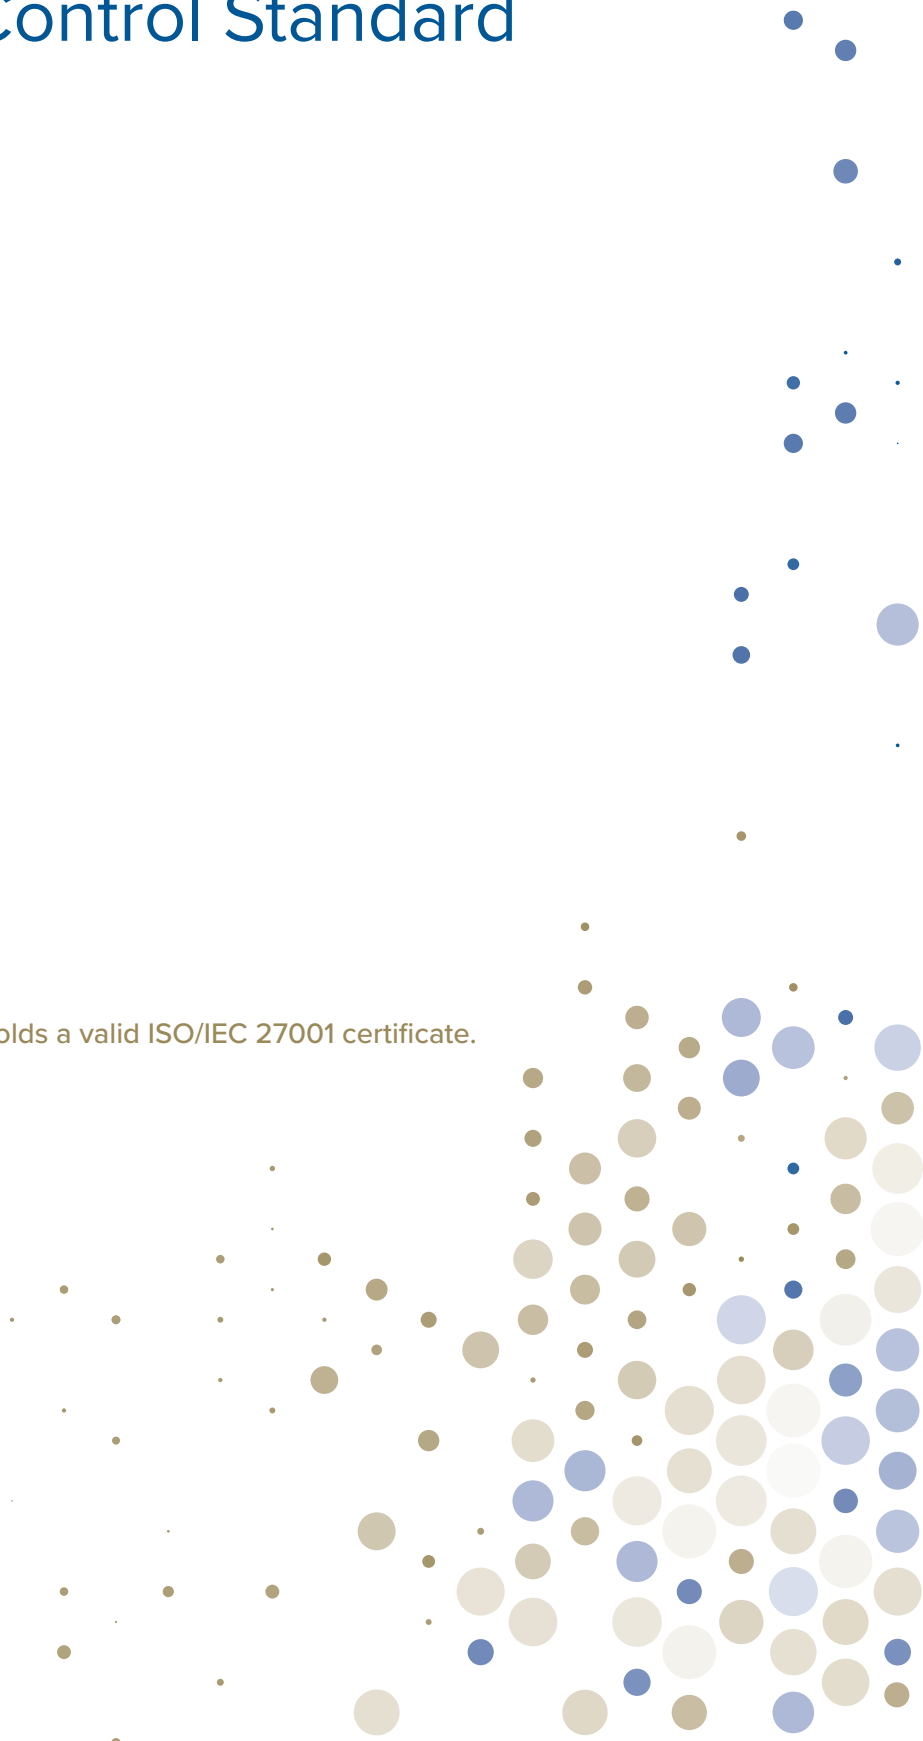 Control Standard
olds a valid ISO/IEC 27001 certificate.